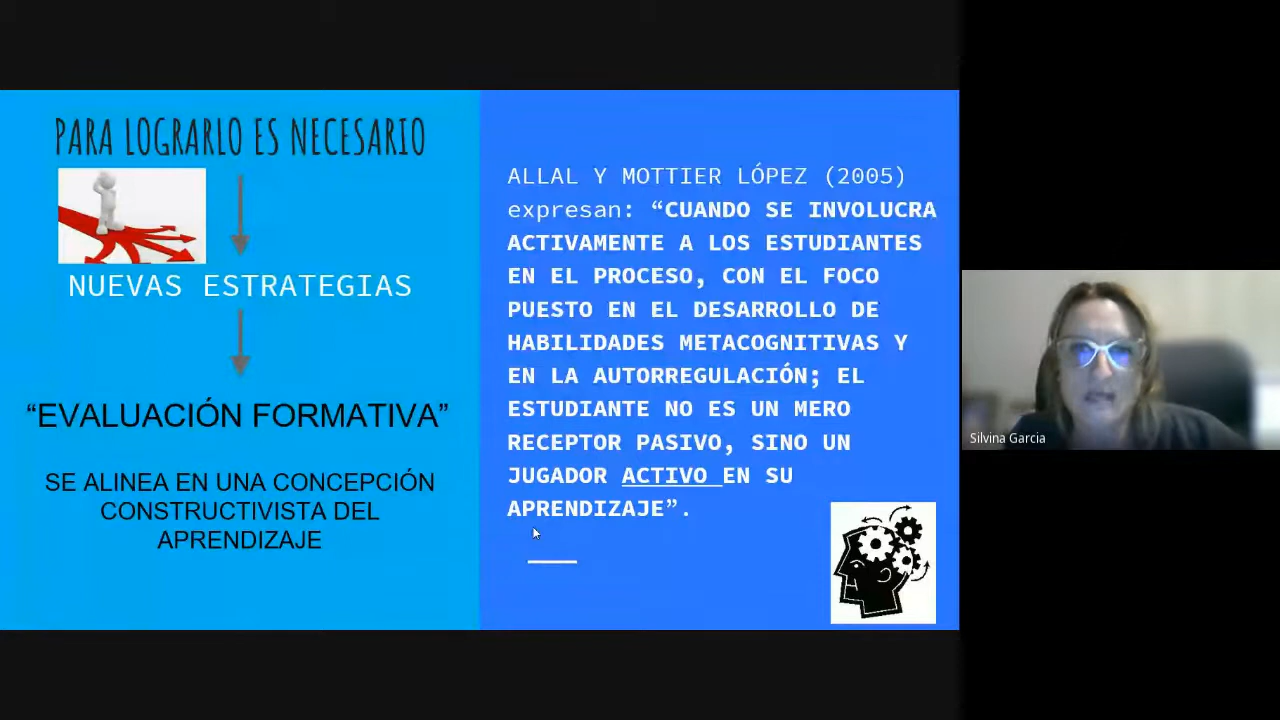 PARA LOGRARLO ES NECESARIO
NUEVAS ESTRATEGIAS
“EVALUACIÓN FORMATIVA”
SE ALINEA EN UNA CONCEPCIÓN
CONSTRUCTIVISTA DEL
APRENDIZAJE
ALLAL Y MOTTIER LÓPEZ (2005)
expresan: “CUANDO SE INVOLUCRA
ACTIVAMENTE A LOS ESTUDIANTES
EN EL PROCESO, CON EL FOCO
PUESTO EN EL DESARROLLO DE
HABILIDADES METACOGNITIVAS Y
EN LA AUTORREGULACIÓN; EL
ESTUDIANTE NO ES UN MERO
RECEPTOR PASIVO, SINO UN
JUGADOR ACTIVO EN SU
APRENDIZAJE”.
Silvina Garcia